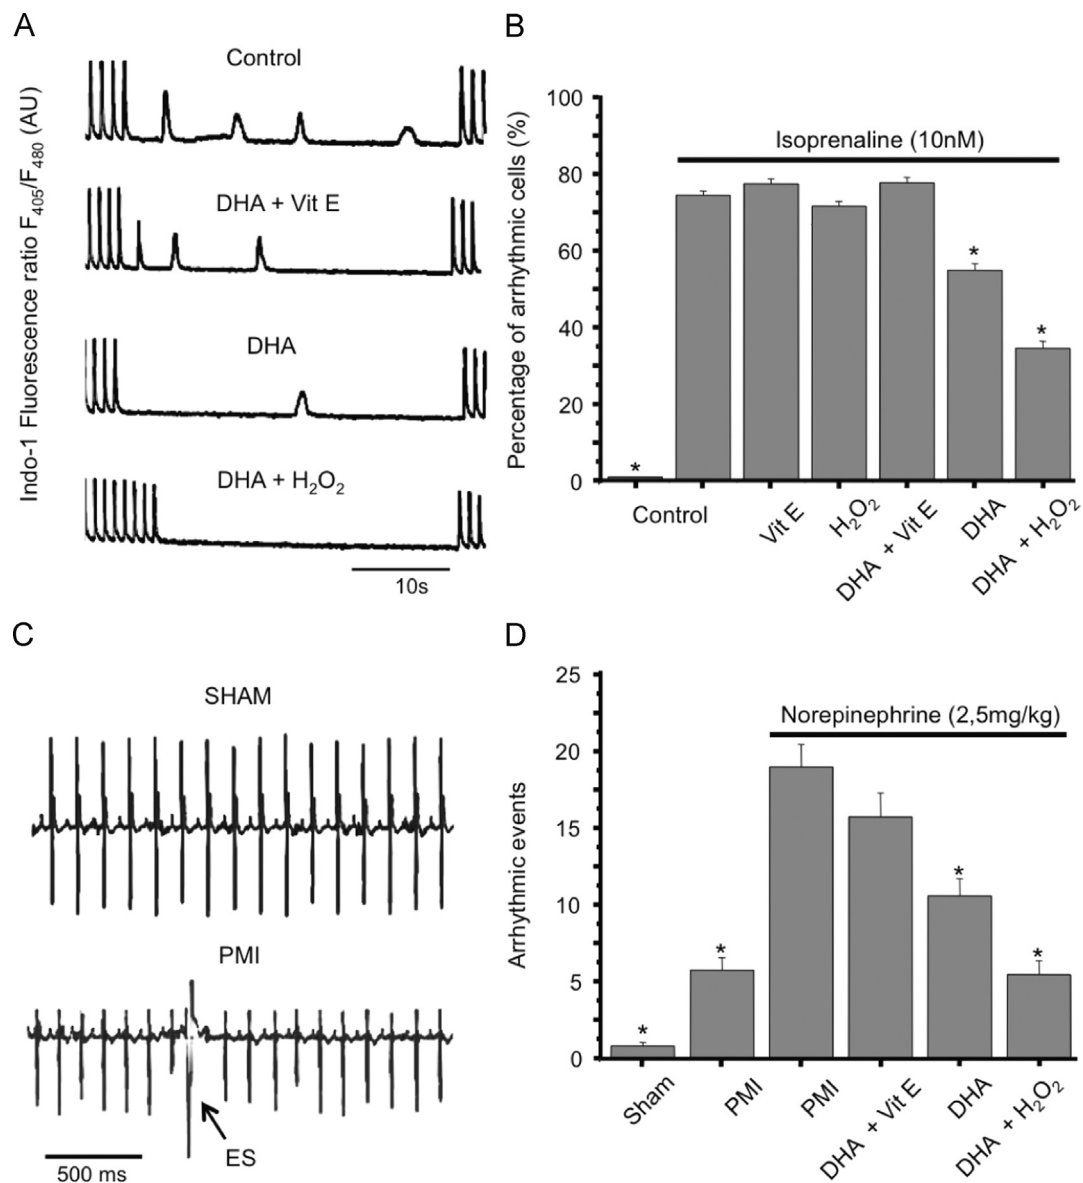 A
Indo-1 Fluorescence ratio F405/F480 (AU)
Control
DHA + Vit E
DHA
DHA + H2O2
10s
B
Percentage of arrhythmic cells (%)
100
80
60
40
20
0
Isoprenaline (10nM)
*
*
*
Control
Vit E
H2O2
DHA + Vit E
DHA
DHA + H2O2
C
SHAM
PMI
ES
500 ms
D
Arrhythmic events
25
20
15
10
5
0
Norepinephrine (2,5mg/kg)
*
*
*
*
Sham
PMI
PMI
DHA + Vit E
DHA
DHA + H2O2